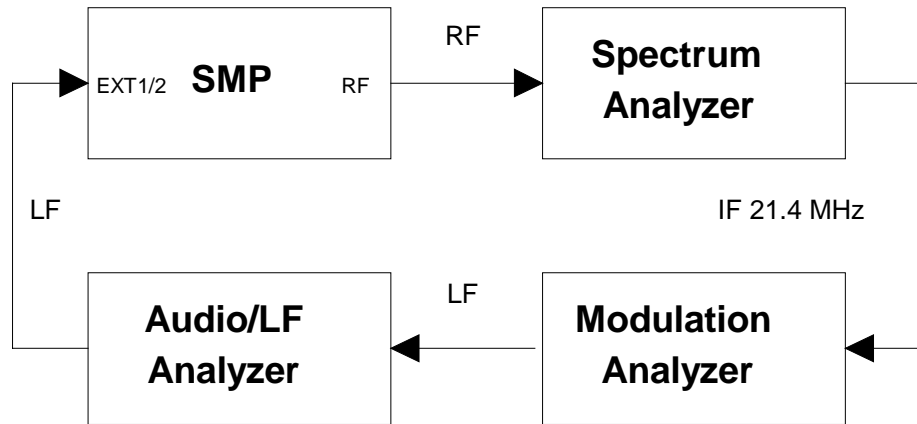 RF
EXT1/2 SMP RF
Spectrum
Analyzer
LF
IF 21.4 MHz
Audio/LF
Analyzer
LF
Modulation
Analyzer